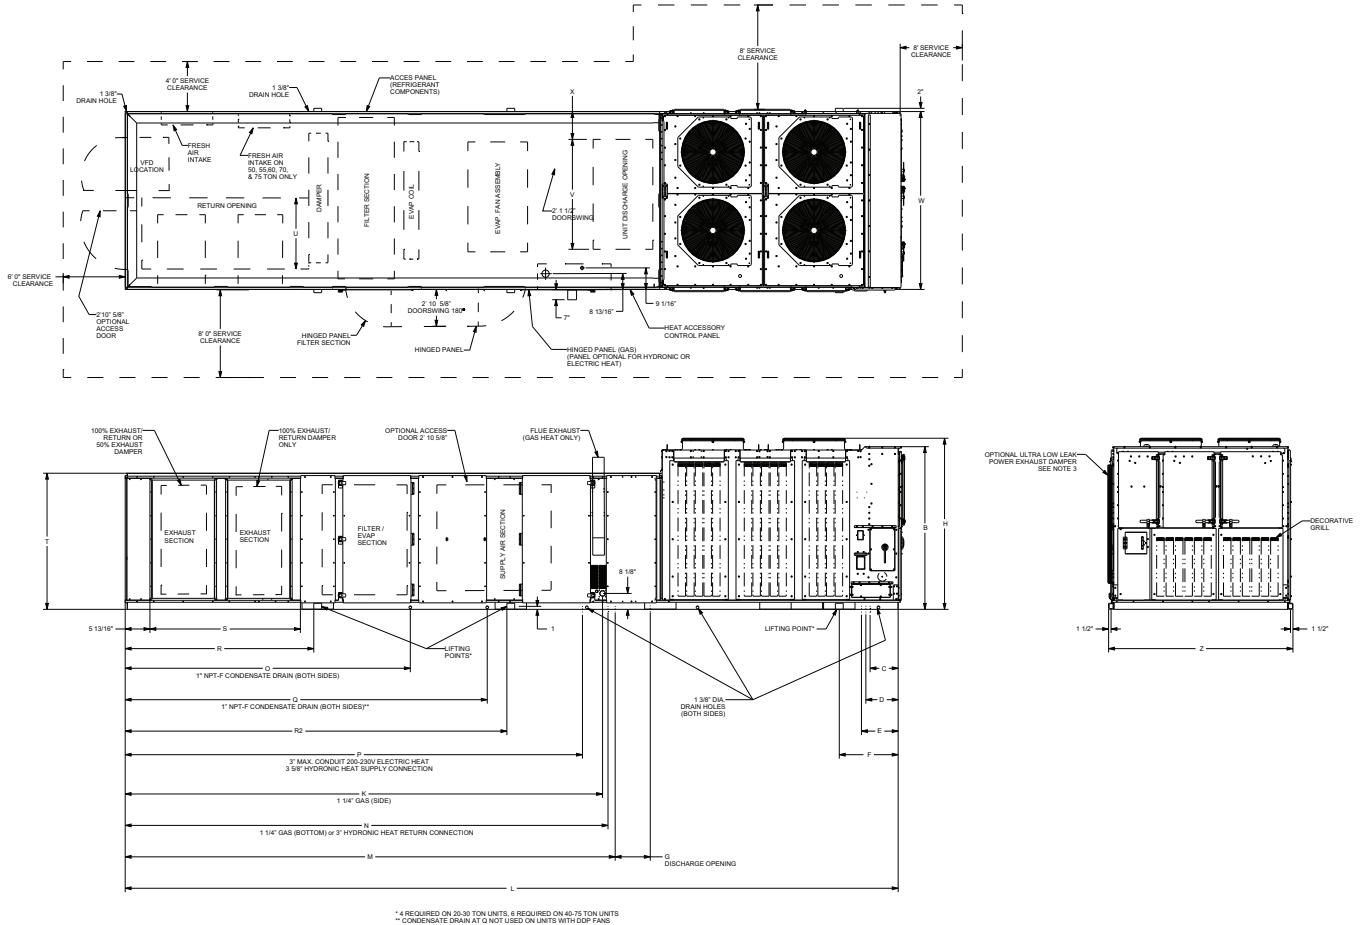 8' SERVICE
CLEARANCE
8' SERVICE
CLEARANCE
4' 0" SERVICE
CLEARANCE
1 3/8"
DRAIN HOLE
1 3/8"
DRAIN HOLE
ACCES PANEL
(REFRIGERANT
COMPONENTS)
X
2"
FRESH
AIR
INTAKE
FRESH AIR
INTAKE ON
50, 55,60, 70,
& 75 TON ONLY
VFD
LOCATION
RETURN OPENING
U
DAMPER
FILTER SECTION
EVAP COIL
EVAP. FAN ASSEMBLY
2' 1 1/2"
DOORSWING
V
UNIT DISCHARGE OPENING
W
6' 0" SERVICE
CLEARANCE
2'10" 5/8"
OPTIONAL
ACCESS
DOOR
8' 0" SERVICE
CLEARANCE
HINGED PANEL
FILTER SECTION
2' 10 5/8"
DOORSWING 180°
HINGED PANEL
7"
8 13/16"
9 1/16"
HEAT ACCESSORY
CONTROL PANEL
HINGED PANEL (GAS)
(PANEL OPTIONAL FOR HYDRONIC OR
ELECTRIC HEAT)
100% EXHAUST/
RETURN OR
50% EXHAUST
DAMPER
100% EXHAUST/
RETURN DAMPER
ONLY
OPTIONAL ACCESS
DOOR 2' 10 5/8"
FLUE EXHAUST
(GAS HEAT ONLY)
OPTIONAL ULTRA LOW LEAK
POWER EXHAUST DAMPER
SEE NOTE 3
DECORATIVE
GRILL
T
EXHAUST
SECTION
EXHAUST
SECTION
FILTER /
EVAP
SECTION
SUPPLY AIR SECTION
8 1/8"
B
H
5 13/16"
S
1
LIFTING POINT*
1 1/2"
1 1/2"
R
LIFTING
POINTS*
Z
O
1" NPT-F CONDENSATE DRAIN (BOTH SIDES)
C
Q
1" NPT-F CONDENSATE DRAIN (BOTH SIDES)**
1 3/8" DIA.
DRAIN HOLES
(BOTH SIDES)
D
R2
E
P
3" MAX. CONDUIT 200-230V ELECTRIC HEAT
3 5/8" HYDRONIC HEAT SUPPLY CONNECTION
F
K
1 1/4" GAS (SIDE)
N
1 1/4" GAS (BOTTOM) or 3" HYDRONIC HEAT RETURN CONNECTION
M
G
DISCHARGE OPENING
L
* 4 REQUIRED ON 20-30 TON UNITS, 6 REQUIRED ON 40-75 TON UNITS
** CONDENSATE DRAIN AT Q NOT USED ON UNITS WITH DDP FANS